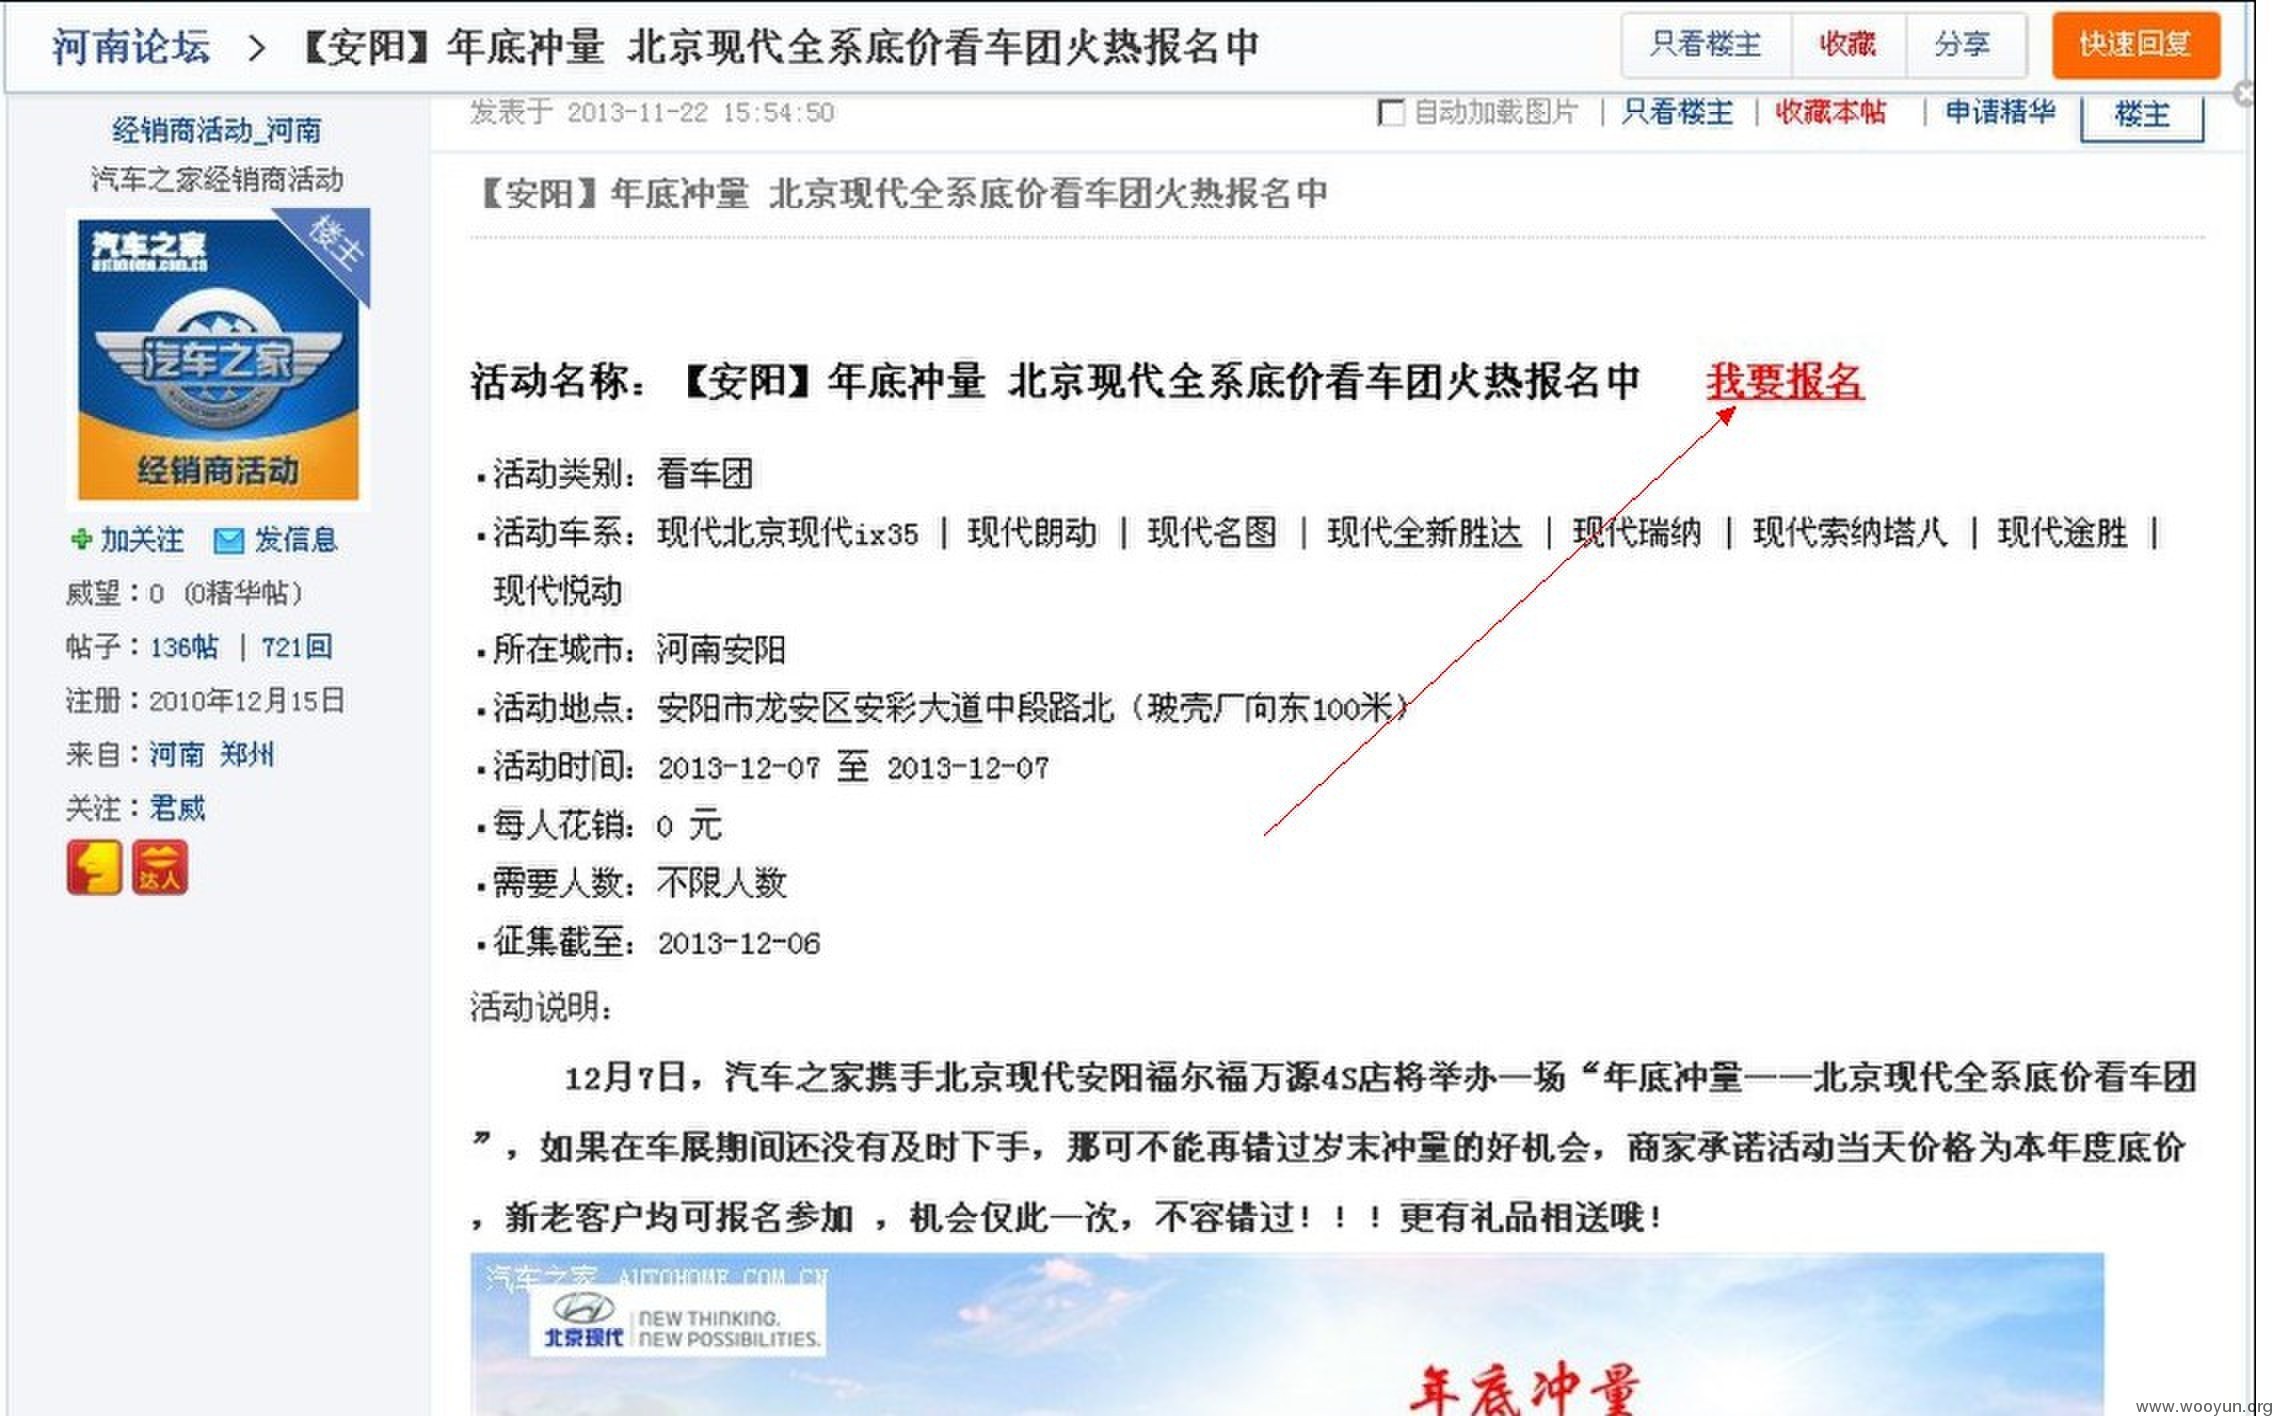 河南论坛 > 【安阳】年底冲量 北京现代全系底价看车团火热报名中 只看楼主 收藏 分享 快速回复
经销商活动_河南
汽车之家经销商活动
汽车之家
autohome.com.cn
楼主
汽车之家
经销商活动
加关注 发信息
威望：0 (0精华帖)
帖子：136帖 | 721回
注册：2010年12月15日
来自：河南 郑州
关注：君威
达人
发表于 2013-11-22 15:54:50 自动加载图片 | 只看楼主 | 收藏本帖 | 申请精华 楼主
【安阳】年底冲量 北京现代全系底价看车团火热报名中
活动名称：【安阳】年底冲量 北京现代全系底价看车团火热报名中 我要报名
▪活动类别：看车团
▪活动车系：现代北京现代ix35 | 现代朗动 | 现代名图 | 现代全新胜达 | 现代瑞纳 | 现代索纳塔八 | 现代途胜 |
现代悦动
▪所在城市：河南安阳
▪活动地点：安阳市龙安区安彩大道中段路北（玻壳厂向东100米）
▪活动时间：2013-12-07 至 2013-12-07
▪每人花销：0 元
▪需要人数：不限人数
▪征集截至：2013-12-06
活动说明：
12月7日，汽车之家携手北京现代安阳福尔福万源4S店将举办一场“年底冲量——北京现代全系底价看车团
”，如果在车展期间还没有及时下手，那可不能再错过岁末冲量的好机会，商家承诺活动当天价格为本年度底价
，新老客户均可报名参加 ，机会仅此一次，不容错过！！！更有礼品相送哦！
汽车之家 AUTOHOME.COM.CN
北京现代
NEW THINKING.
NEW POSSIBILITIES.
年底冲量
www.wooyun.org